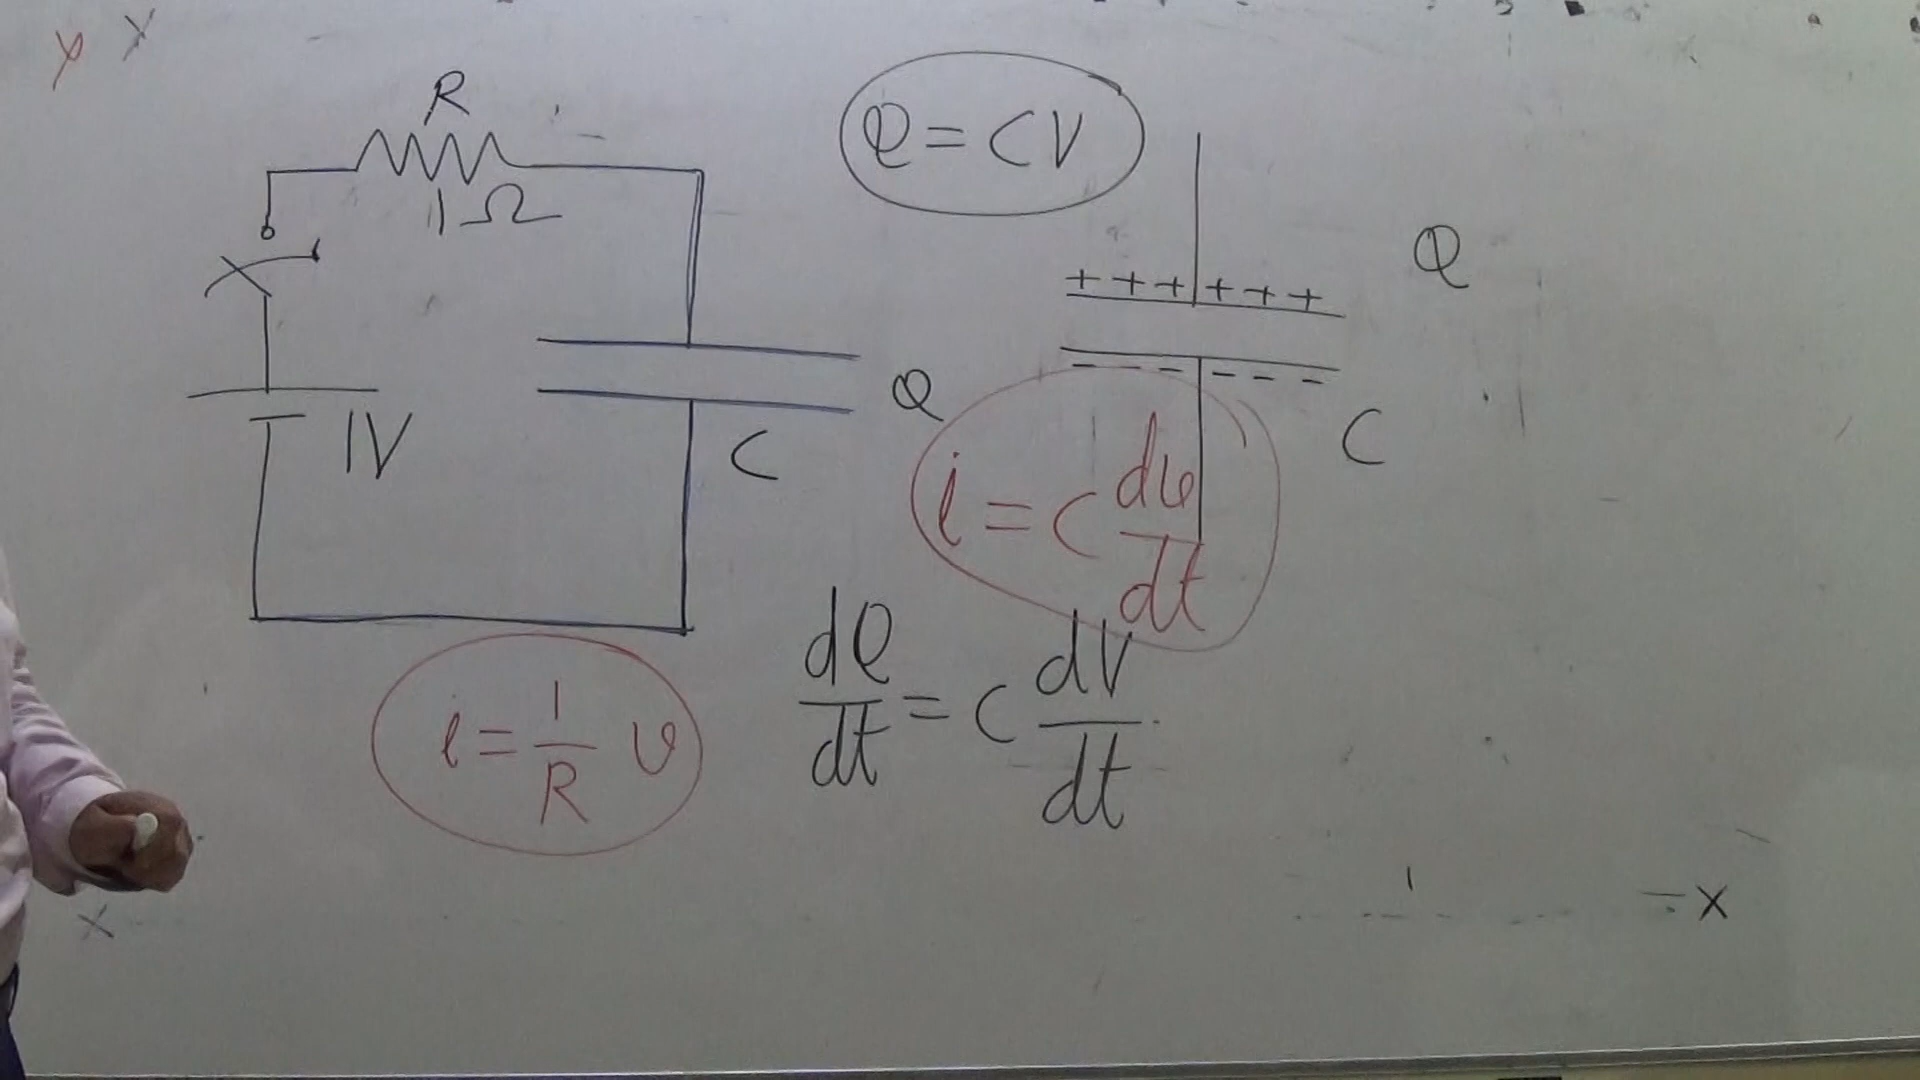 y y
R
1Ω
Q = CV
+ + + + + +
Q
- - - - - -
1V
C
Q
C
i = C dv/dt
i = 1/R v
dQ/dt = C dV/dt
x
x